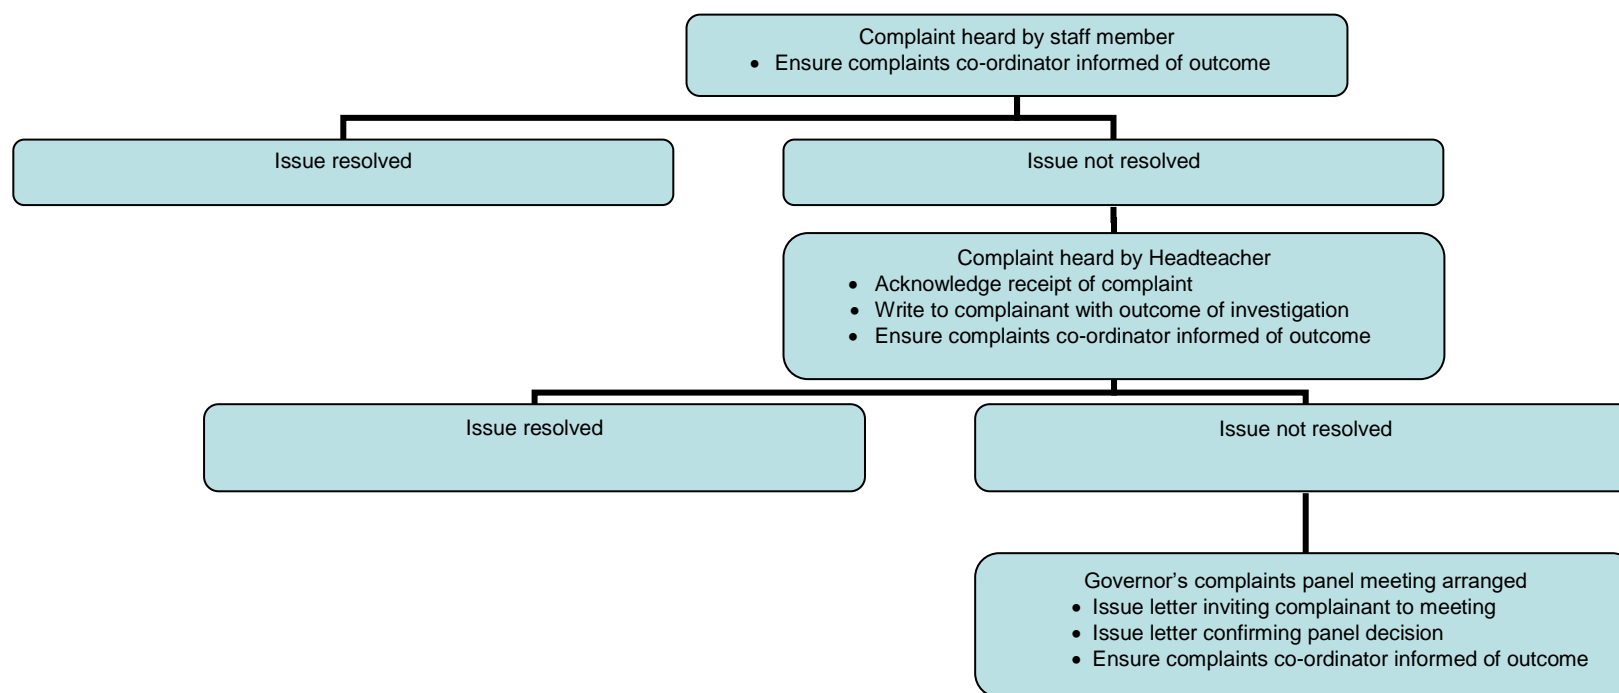 Complaint heard by staff member
• Ensure complaints co-ordinator informed of outcome
Issue resolved
Issue not resolved
Complaint heard by Headteacher
• Acknowledge receipt of complaint
• Write to complainant with outcome of investigation
• Ensure complaints co-ordinator informed of outcome
Issue resolved
Issue not resolved
Governor’s complaints panel meeting arranged
• Issue letter inviting complainant to meeting
• Issue letter confirming panel decision
• Ensure complaints co-ordinator informed of outcome